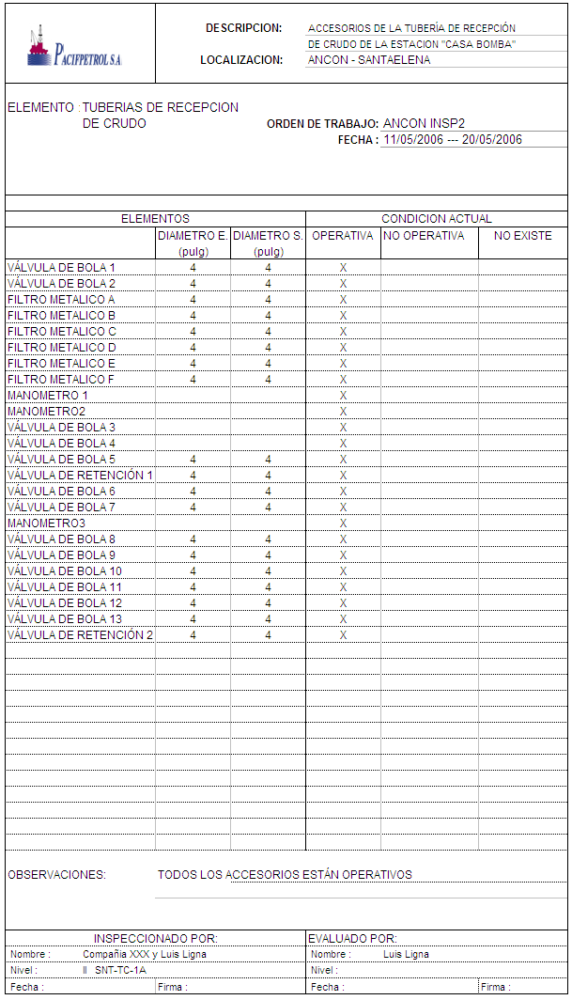 PACIFPETROL S.A.
DESCRIPCION: ACCESORIOS DE LA TUBERÍA DE RECEPCIÓN
DE CRUDO DE LA ESTACION "CASA BOMBA"
LOCALIZACION: ANCON - SANTAELENA
ELEMENTO : TUBERIAS DE RECEPCION
DE CRUDO
ORDEN DE TRABAJO: ANCON INSP2
FECHA : 11/05/2006 --- 20/05/2006
ELEMENTOS CONDICION ACTUAL
DIAMETRO E. DIAMETRO S. OPERATIVA NO OPERATIVA NO EXISTE
(pulg) (pulg)
VÁLVULA DE BOLA 1 4 4 X
VÁLVULA DE BOLA 2 4 4 X
FILTRO METALICO A 4 4 X
FILTRO METALICO B 4 4 X
FILTRO METALICO C 4 4 X
FILTRO METALICO D 4 4 X
FILTRO METALICO E 4 4 X
FILTRO METALICO F 4 4 X
MANOMETRO 1 X
MANOMETRO2 X
VÁLVULA DE BOLA 3 X
VÁLVULA DE BOLA 4 X
VÁLVULA DE BOLA 5 4 4 X
VÁLVULA DE RETENCIÓN 1 4 4 X
VÁLVULA DE BOLA 6 4 4 X
VÁLVULA DE BOLA 7 4 4 X
MANOMETRO3 X
VÁLVULA DE BOLA 8 4 4 X
VÁLVULA DE BOLA 9 4 4 X
VÁLVULA DE BOLA 10 4 4 X
VÁLVULA DE BOLA 11 4 4 X
VÁLVULA DE BOLA 12 4 4 X
VÁLVULA DE BOLA 13 4 4 X
VÁLVULA DE RETENCIÓN 2 4 4 X
OBSERVACIONES: TODOS LOS ACCESORIOS ESTÁN OPERATIVOS
INSPECCIONADO POR: EVALUADO POR:
Nombre : Compañía XXX y Luis Ligna Nombre : Luis Ligna
Nivel : II SNT-TC-1A Nivel :
Fecha : Firma : Fecha : Firma :